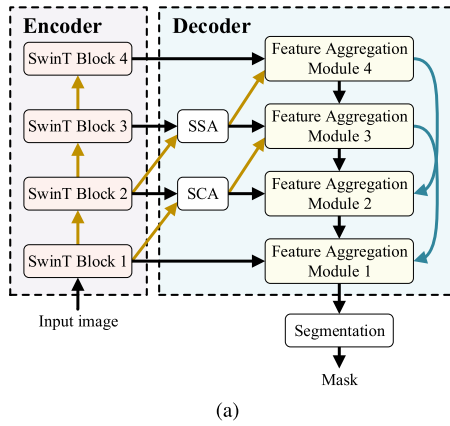 Encoder
Decoder
SwinT Block 4
Feature Aggregation
Module 4
SwinT Block 3
SSA
Feature Aggregation
Module 3
SwinT Block 2
SCA
Feature Aggregation
Module 2
SwinT Block 1
Feature Aggregation
Module 1
Input image
Segmentation
Mask
(a)